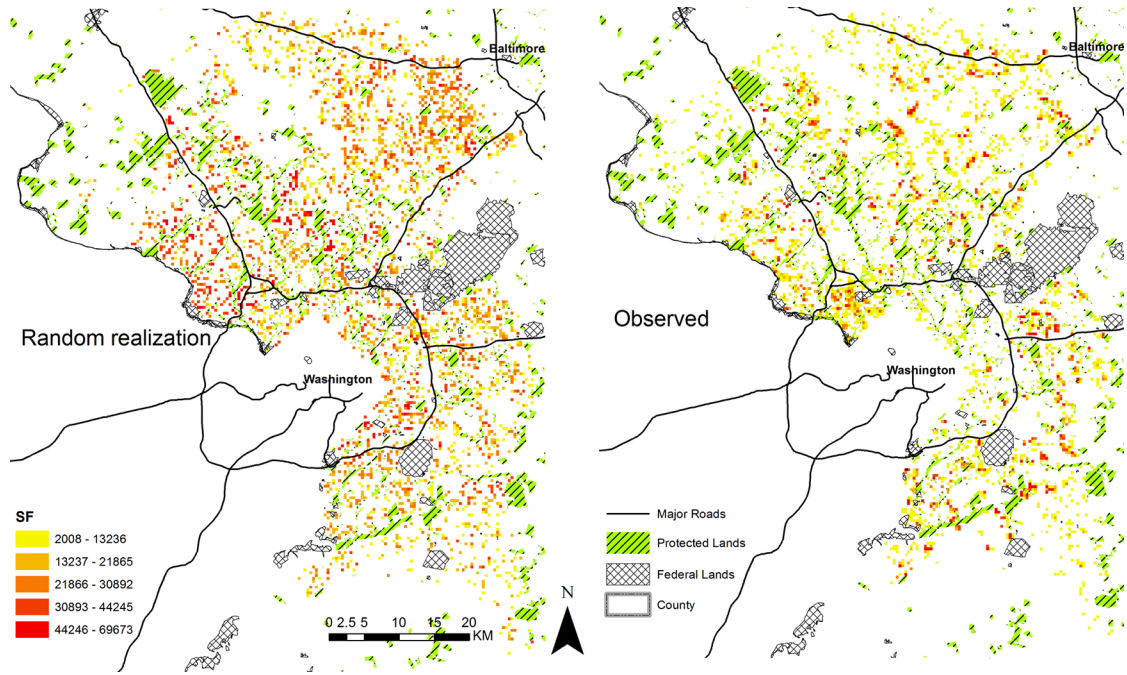 Baltimore
Random realization
Washington
SF
2008 - 13236
13237 - 21865
21866 - 30892
30893 - 44245
44246 - 69673
0 2.5 5 10 15 20
KM
N
Baltimore
Observed
Washington
Major Roads
Protected Lands
Federal Lands
County